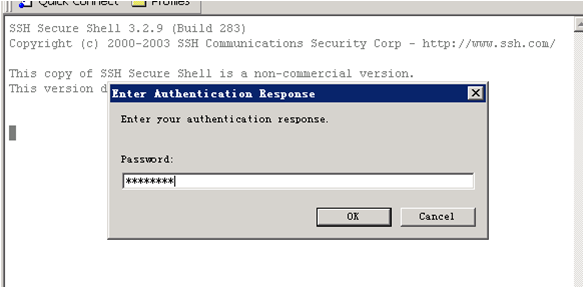 Quick Connect Profiles
SSH Secure Shell 3.2.9 (Build 283)
Copyright (c) 2000-2003 SSH Communications Security Corp - http://www.ssh.com/
This copy of SSH Secure Shell is a non-commercial version.
This version d
Enter Authentication Response
Enter your authentication response.
Password:
********
OK Cancel